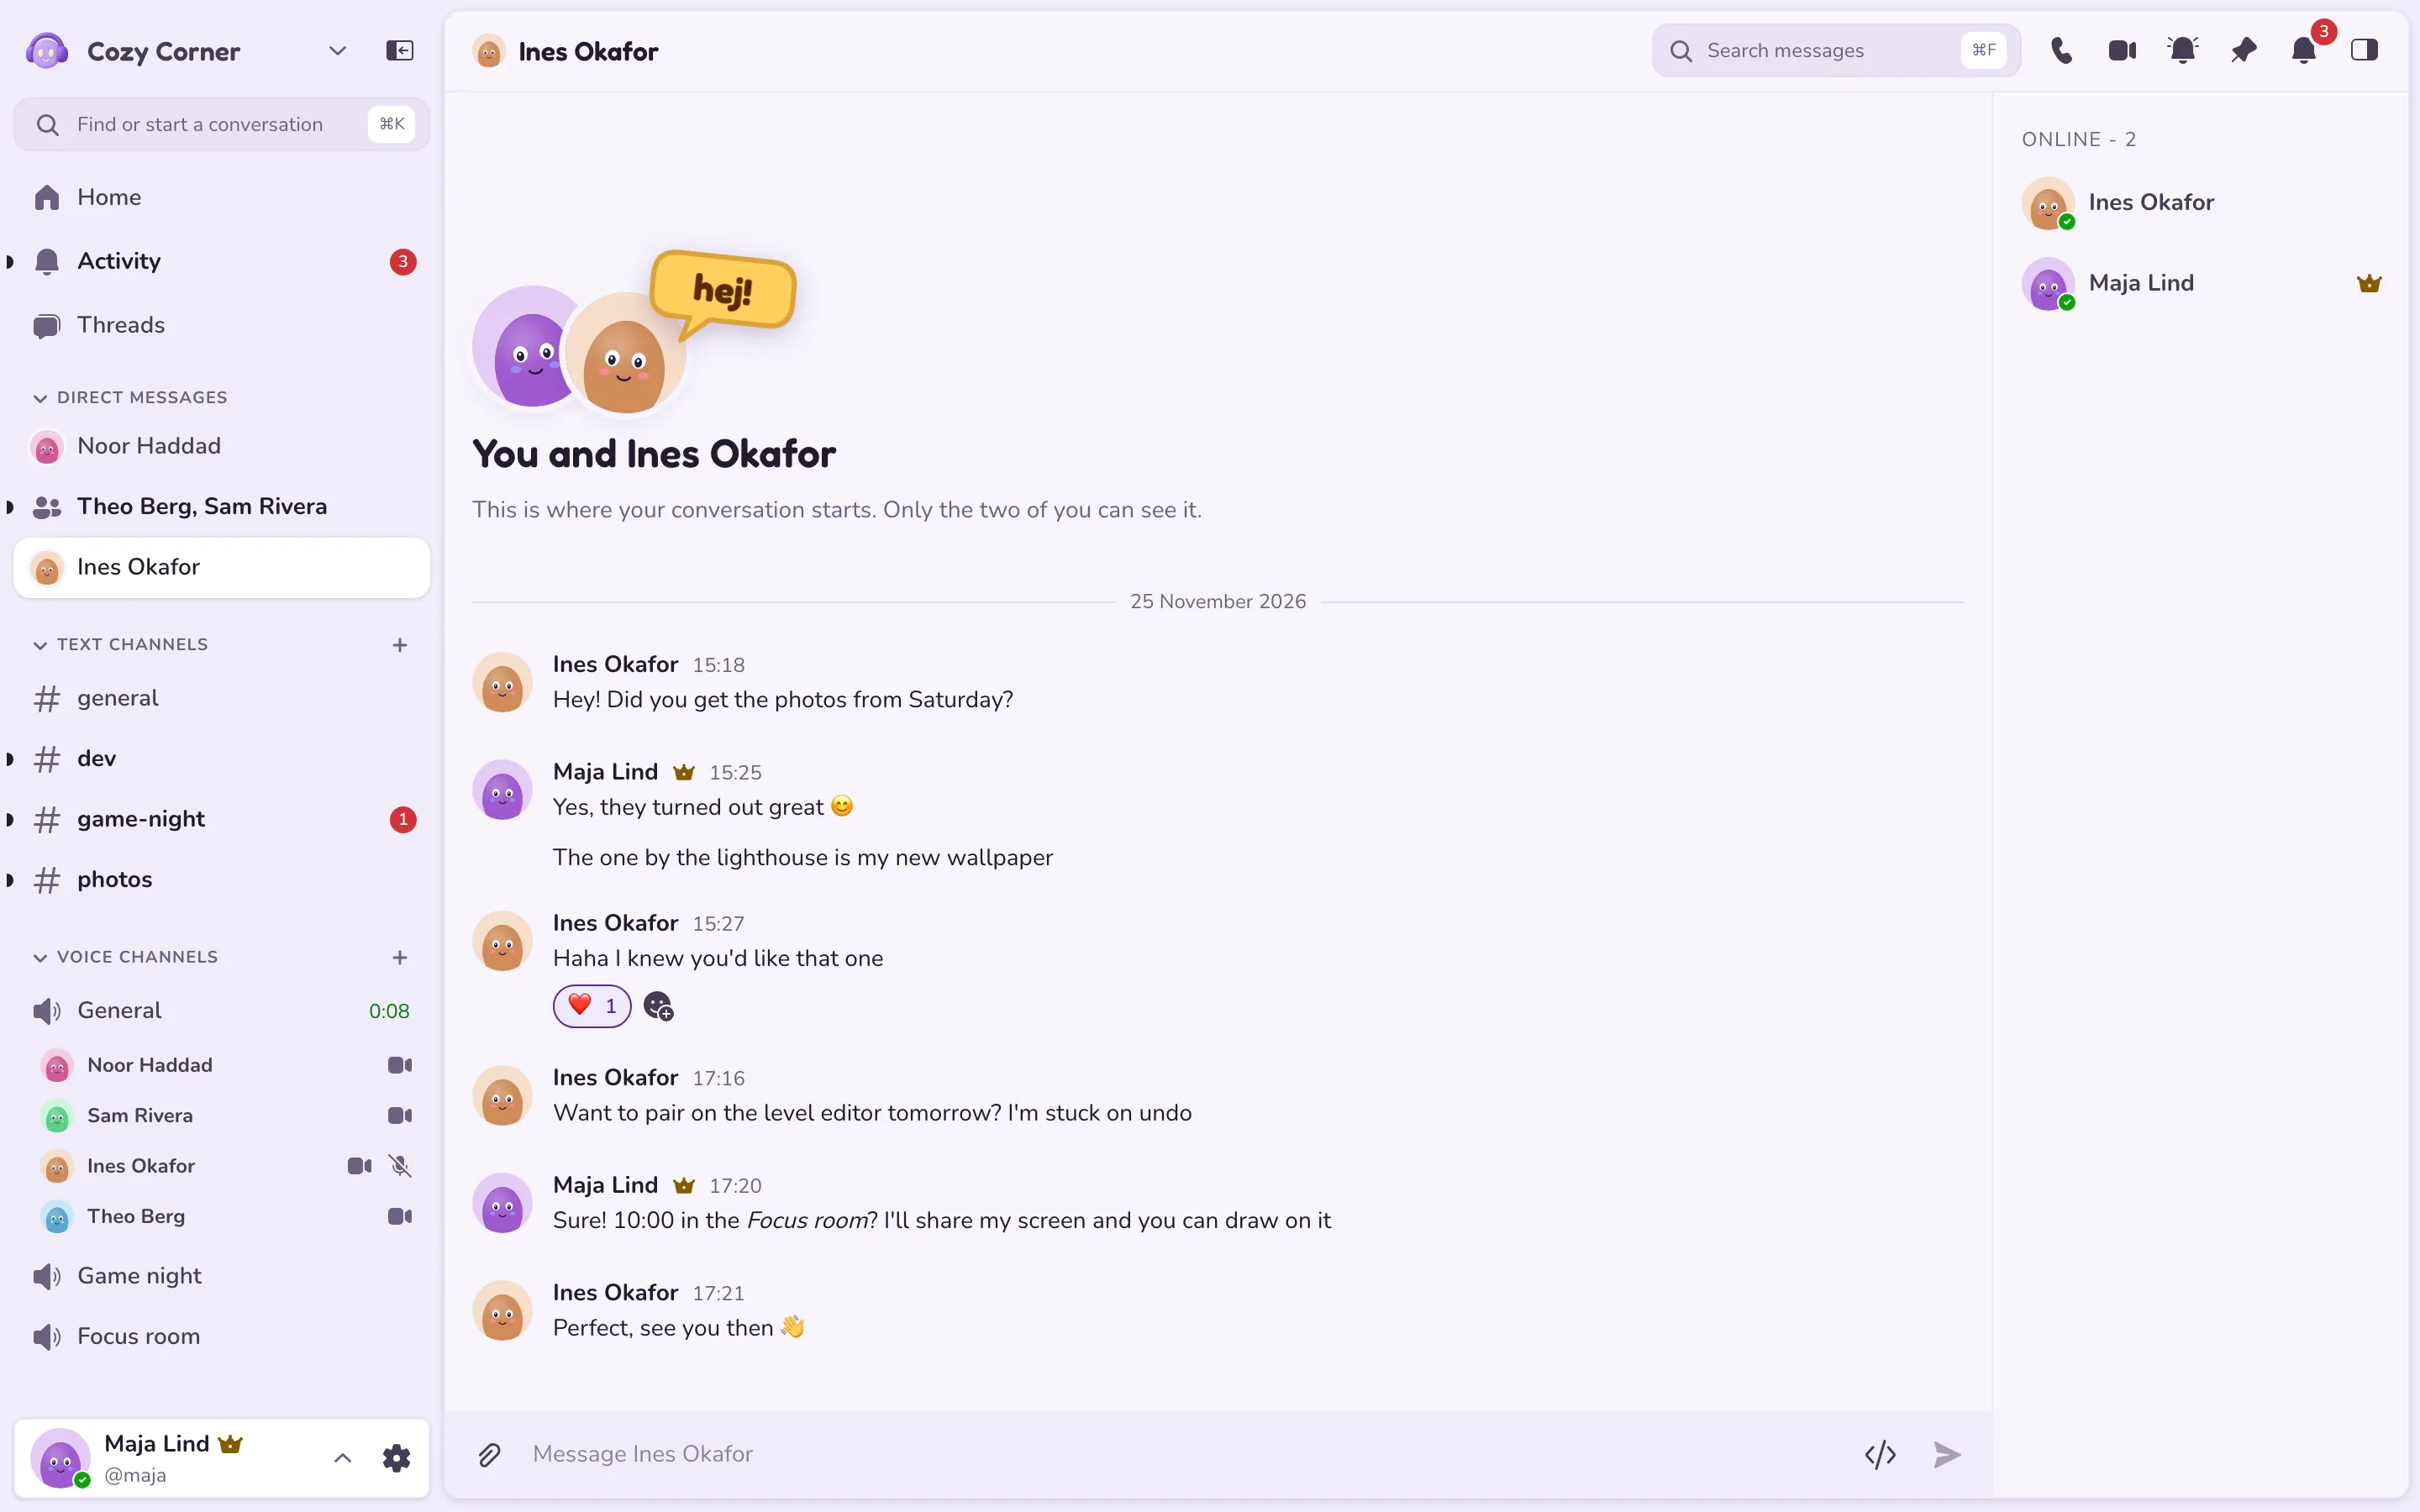 Cozy Corner
Find or start a conversation ⌘K
Home
Activity 3
Threads
DIRECT MESSAGES
Noor Haddad
Theo Berg, Sam Rivera
Ines Okafor
TEXT CHANNELS
general
dev
game-night 1
photos
VOICE CHANNELS
General 0:08
Noor Haddad
Sam Rivera
Ines Okafor
Theo Berg
Game night
Focus room
Maja Lind
@maja
Ines Okafor
Search messages ⌘F
3
hej!
You and Ines Okafor
This is where your conversation starts. Only the two of you can see it.
25 November 2026
Ines Okafor 15:18
Hey! Did you get the photos from Saturday?
Maja Lind 15:25
Yes, they turned out great 😊
The one by the lighthouse is my new wallpaper
Ines Okafor 15:27
Haha I knew you'd like that one
❤️ 1
Ines Okafor 17:16
Want to pair on the level editor tomorrow? I'm stuck on undo
Maja Lind 17:20
Sure! 10:00 in the Focus room? I'll share my screen and you can draw on it
Ines Okafor 17:21
Perfect, see you then 👋
Message Ines Okafor
ONLINE - 2
Ines Okafor
Maja Lind